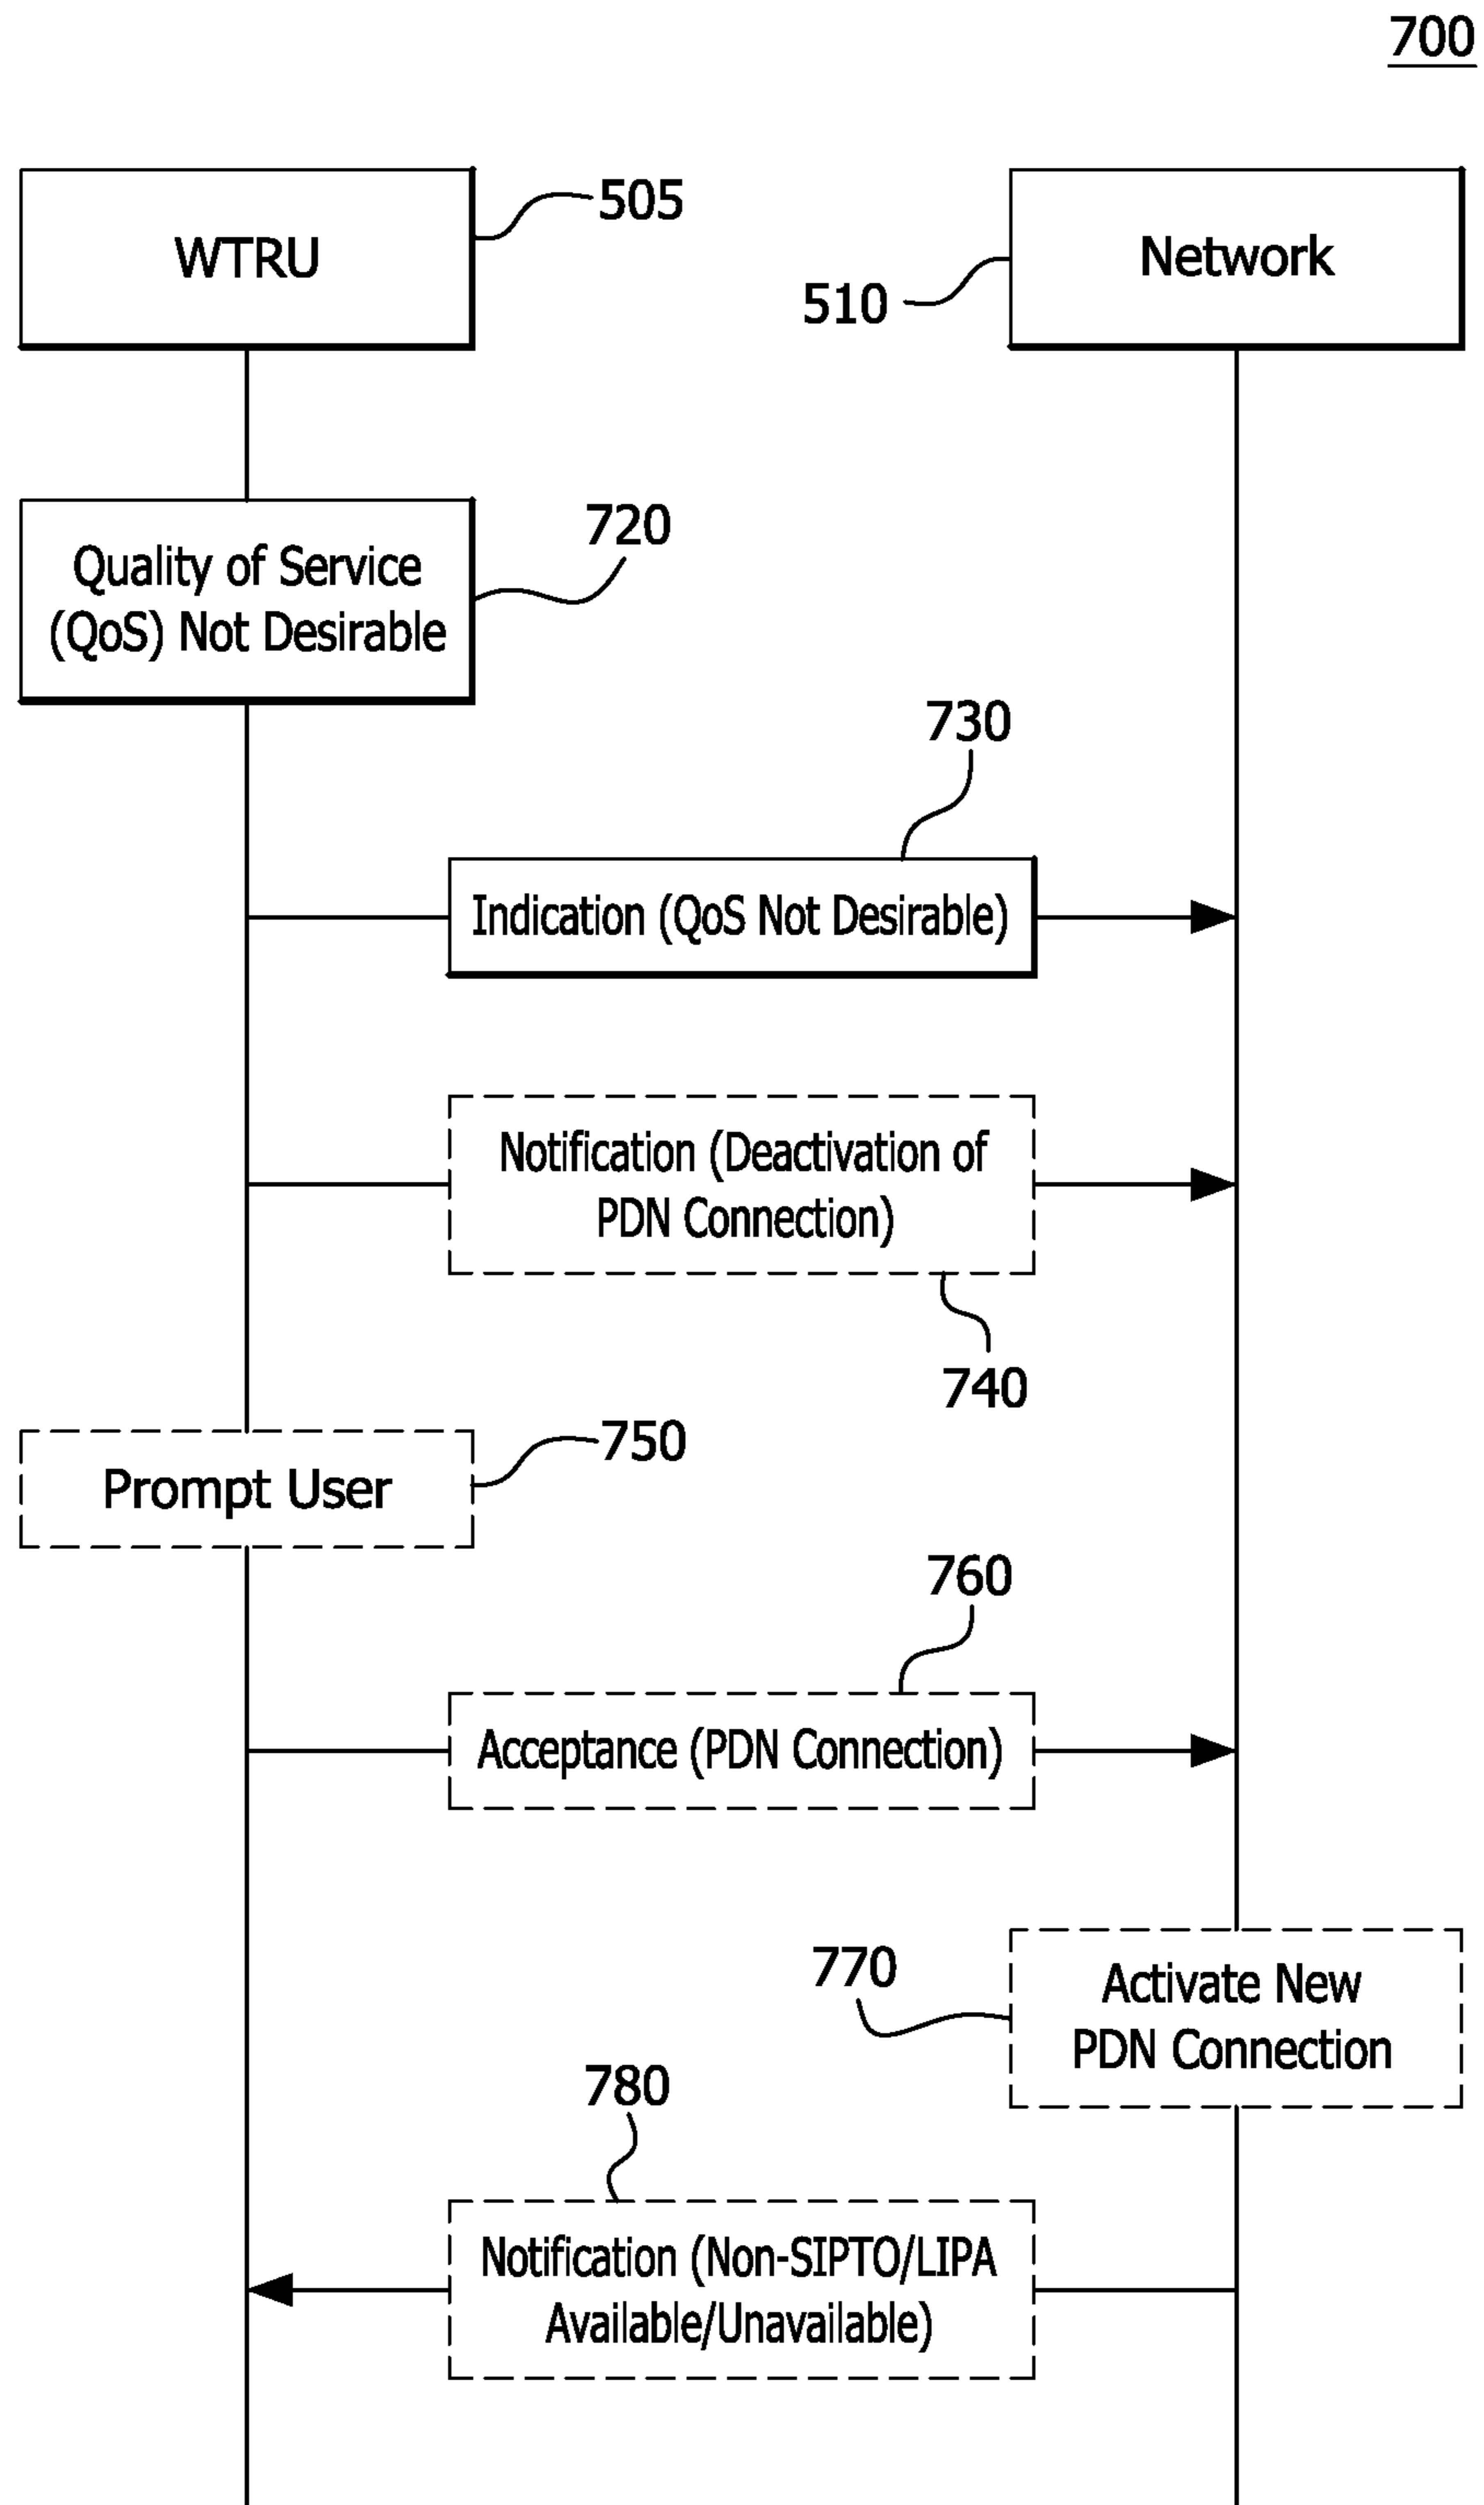 700
WTRU
505
Network
510
Quality of Service
(QoS) Not Desirable
720
730
Indication (QoS Not Desirable)
Notification (Deactivation of
PDN Connection)
740
Prompt User
750
760
Acceptance (PDN Connection)
770
Activate New
PDN Connection
780
Notification (Non-SIPTO/LIPA
Available/Unavailable)